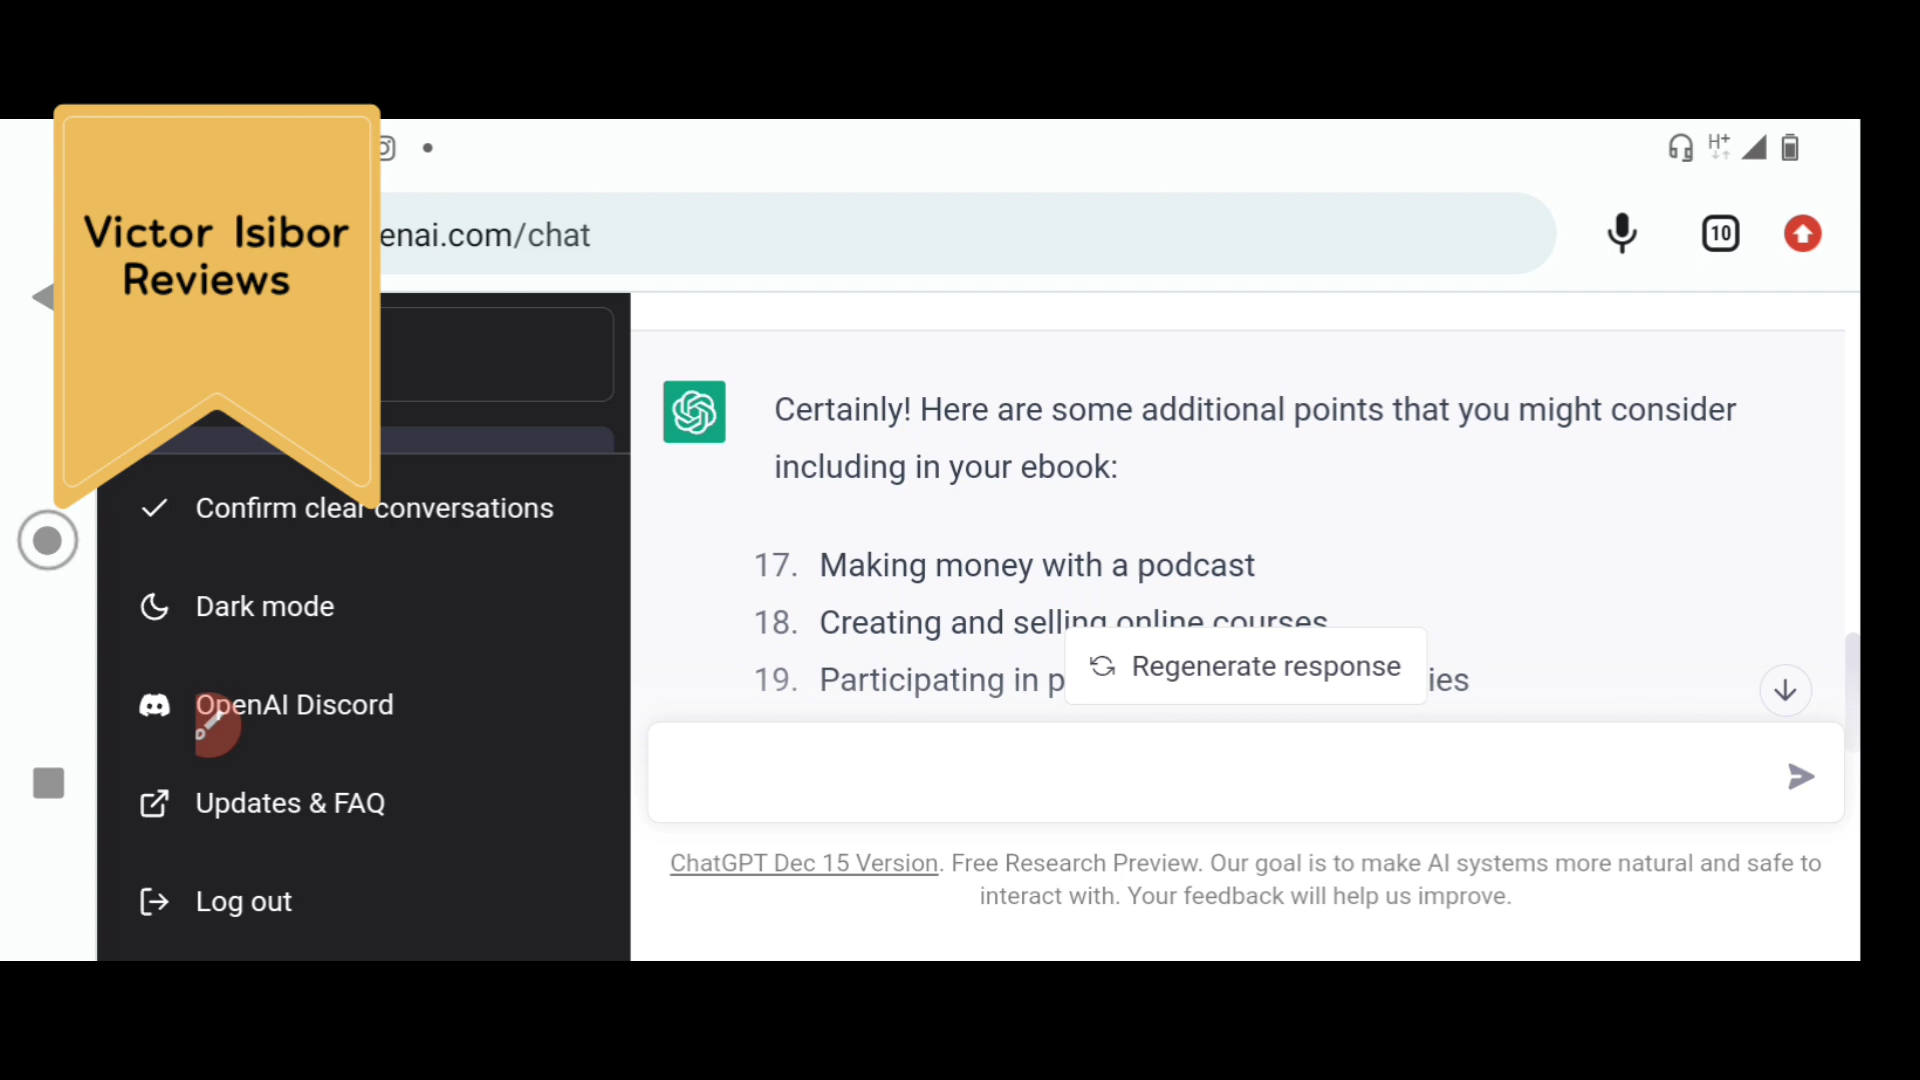 Victor Isibor
Reviews
H+
enai.com/chat
10
Confirm clear conversations
Dark mode
OpenAI Discord
Updates & FAQ
Log out
Certainly! Here are some additional points that you might consider
including in your ebook:
17. Making money with a podcast
18. Creating and selling online courses
19. Participating in p
ies
Regenerate response
ChatGPT Dec 15 Version. Free Research Preview. Our goal is to make AI systems more natural and safe to
interact with. Your feedback will help us improve.